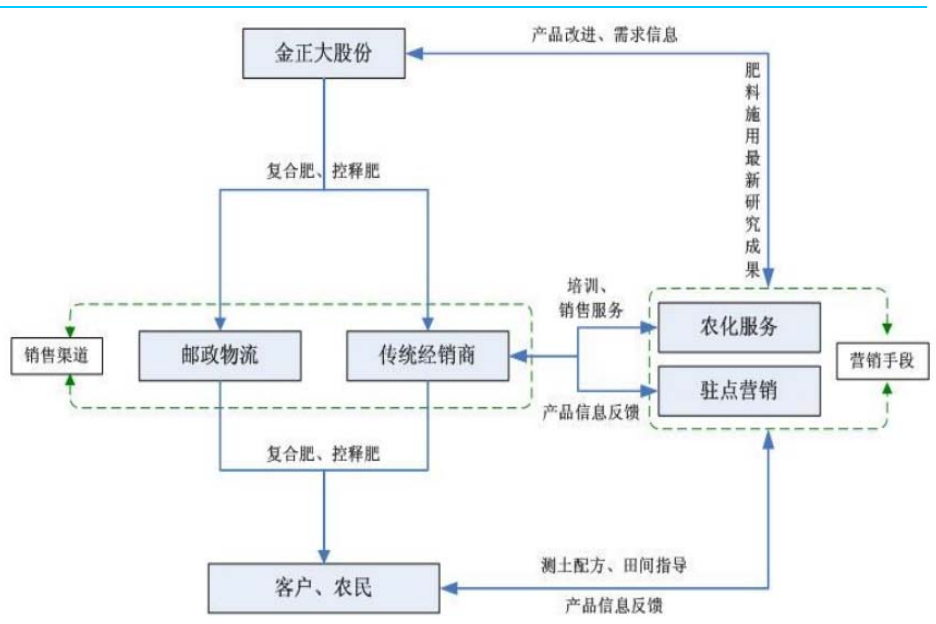 金正大股份
产品改进、需求信息
肥料施用最新研究成果
复合肥、控释肥
培训、
销售服务
农化服务
销售渠道
邮政物流
传统经销商
营销手段
驻点营销
产品信息反馈
复合肥、控释肥
测土配方、田间指导
客户、农民
产品信息反馈